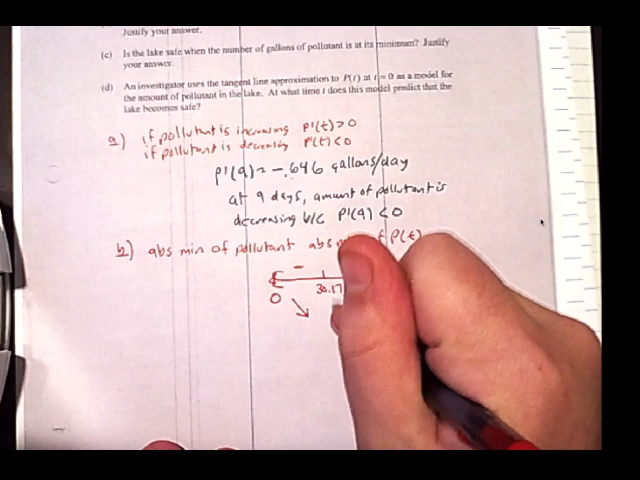 Justify your answer.
(c) Is the lake safe when the number of gallons of pollutant is at its minimum? Justify
your answer.
(d) An investigator uses the tangent line approximation to P(t) at t = 0 as a model for
the amount of pollutant in the lake. At what time t does this model predict that the
lake becomes safe?
a) if pollutant is increasing P'(t)>0
if pollutant is decreasing P'(t)<0
P'(9)=-.646 gallons/day
at 9 days, amount of pollutant is
decreasing b/c P'(9)<0
b) abs min of pollutant abs of P(t)
-
0 30.17